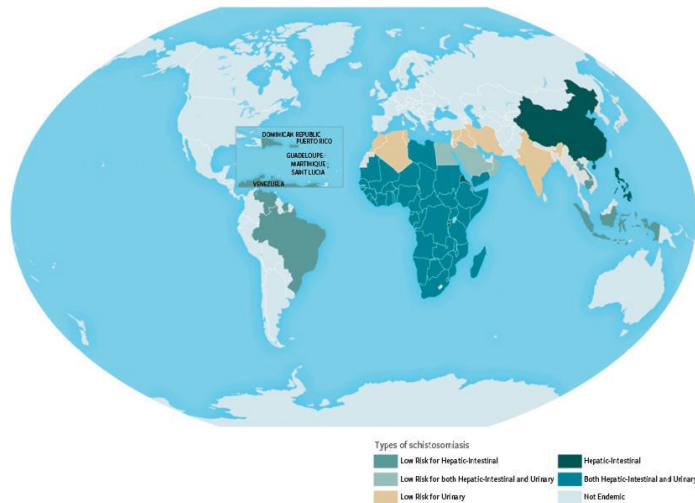 DOMINICAN REPUBLIC
PUERTO RICO
GUADELOUPE
MARTINIQUE
SAINT LUCIA
VENEZUELA
Types of schistosomiasis
Low Risk for Hepatic-Intestinal
Hepatic-Intestinal
Low Risk for both Hepatic-Intestinal and Urinary
Both Hepatic-Intestinal and Urinary
Low Risk for Urinary
Not Endemic